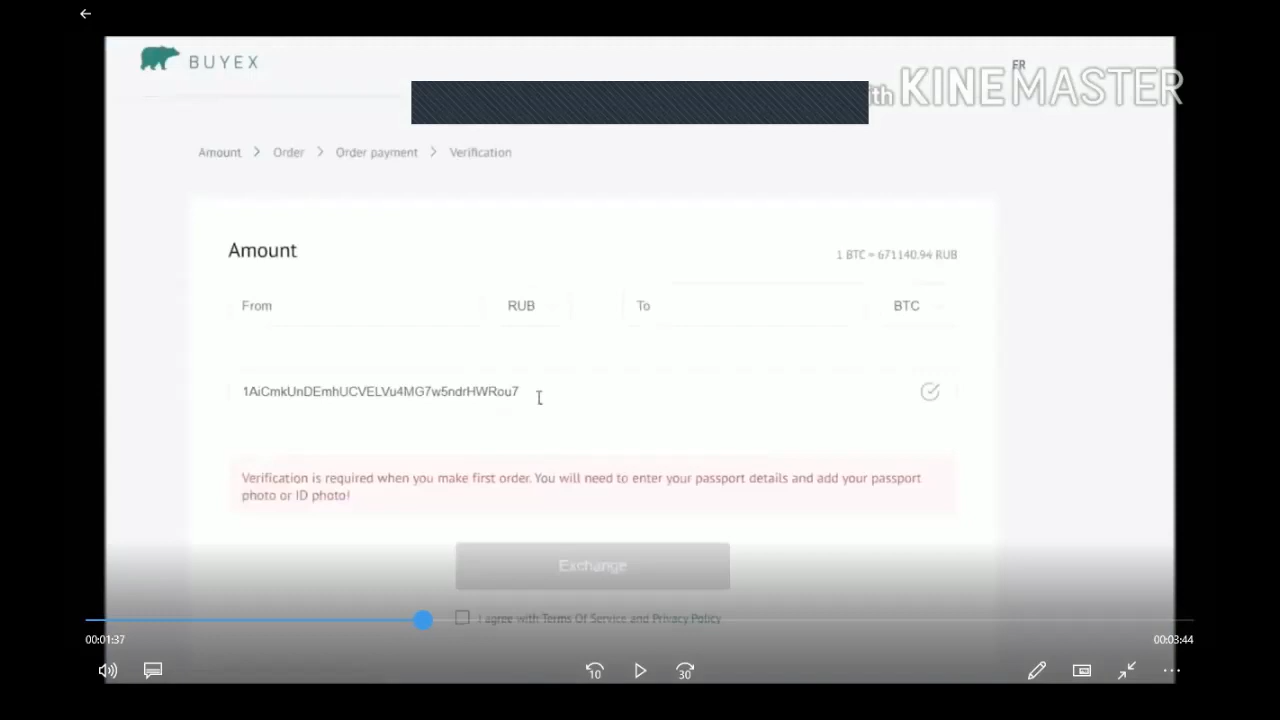 BUYEX
FR
th KINEMASTER
Amount > Order > Order payment > Verification
Amount
1 BTC = 671140.94 RUB
From RUB To BTC
1AiCmkUnDEmhUCVELVu4MG7w5ndrHWRou7
Verification is required when you make first order. You will need to enter your passport details and add your passport
photo or ID photo!
Exchange
I agree with Terms Of Service and Privacy Policy
00:01:37
00:03:44
10
30